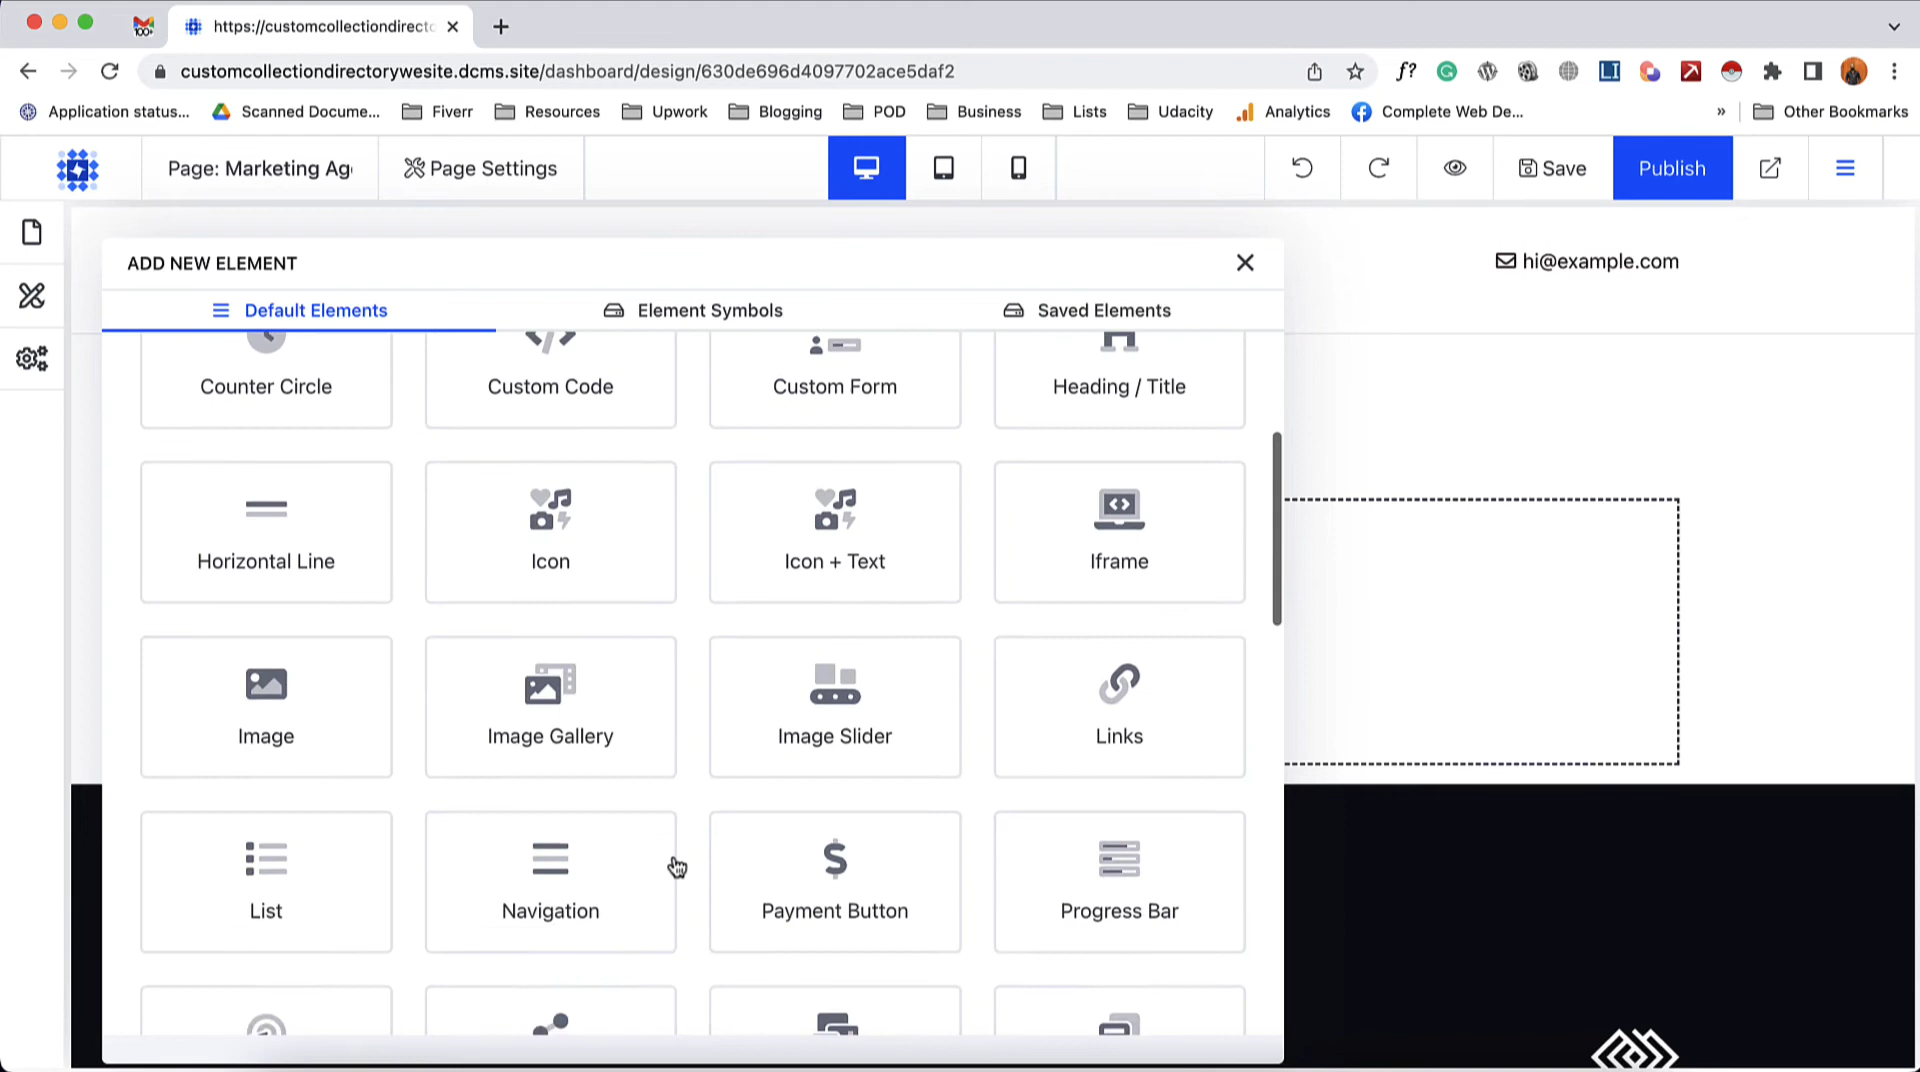 https://customcollectiondirecto
100+
customcollectiondirectorywesite.dcms.site/dashboard/design/630de696d4097702ace5daf2
f?
LI
Application status... Scanned Docume... Fiverr Resources Upwork Blogging POD Business Lists Udacity Analytics Complete Web De... » Other Bookmarks
Page: Marketing Ag Page Settings Save Publish
ADD NEW ELEMENT
hi@example.com
Default Elements Element Symbols Saved Elements
Counter Circle Custom Code Custom Form Heading / Title
Horizontal Line Icon Icon + Text Iframe
Image Image Gallery Image Slider Links
List Navigation Payment Button Progress Bar